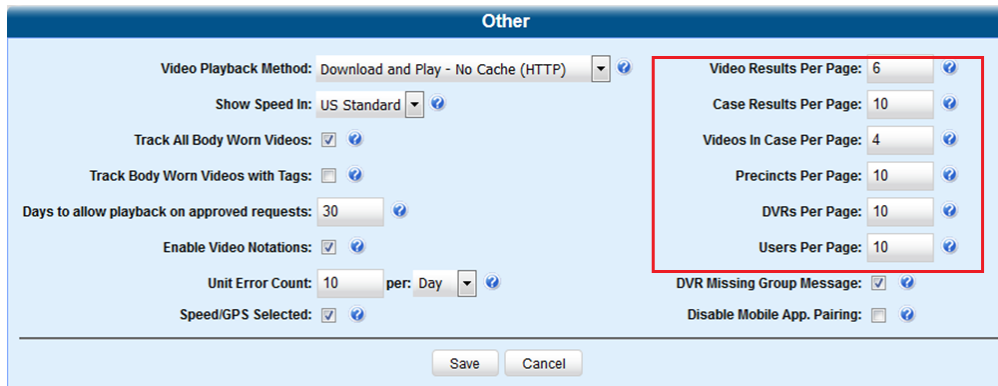 Other
Video Playback Method: Download and Play - No Cache (HTTP)
Video Results Per Page: 6
Show Speed In: US Standard
Case Results Per Page: 10
Track All Body Worn Videos:
Videos In Case Per Page: 4
Track Body Worn Videos with Tags:
Precincts Per Page: 10
Days to allow playback on approved requests: 30
DVRs Per Page: 10
Enable Video Notations:
Users Per Page: 10
Unit Error Count: 10 per: Day
DVR Missing Group Message:
Speed/GPS Selected:
Disable Mobile App. Pairing:
Save Cancel